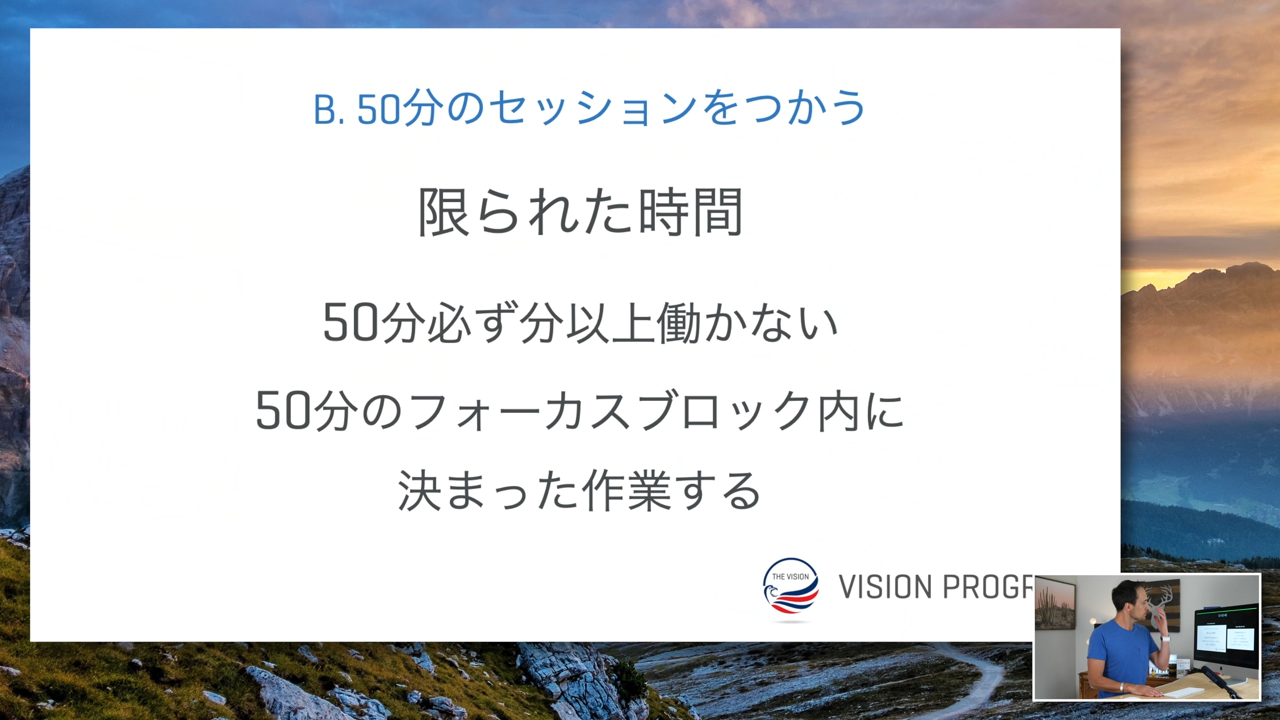 B. 50分のセッションをつかう
限られた時間
50分必ず分以上働かない
50分のフォーカスブロック内に
決まった作業する
THE VISION
VISION PROGR